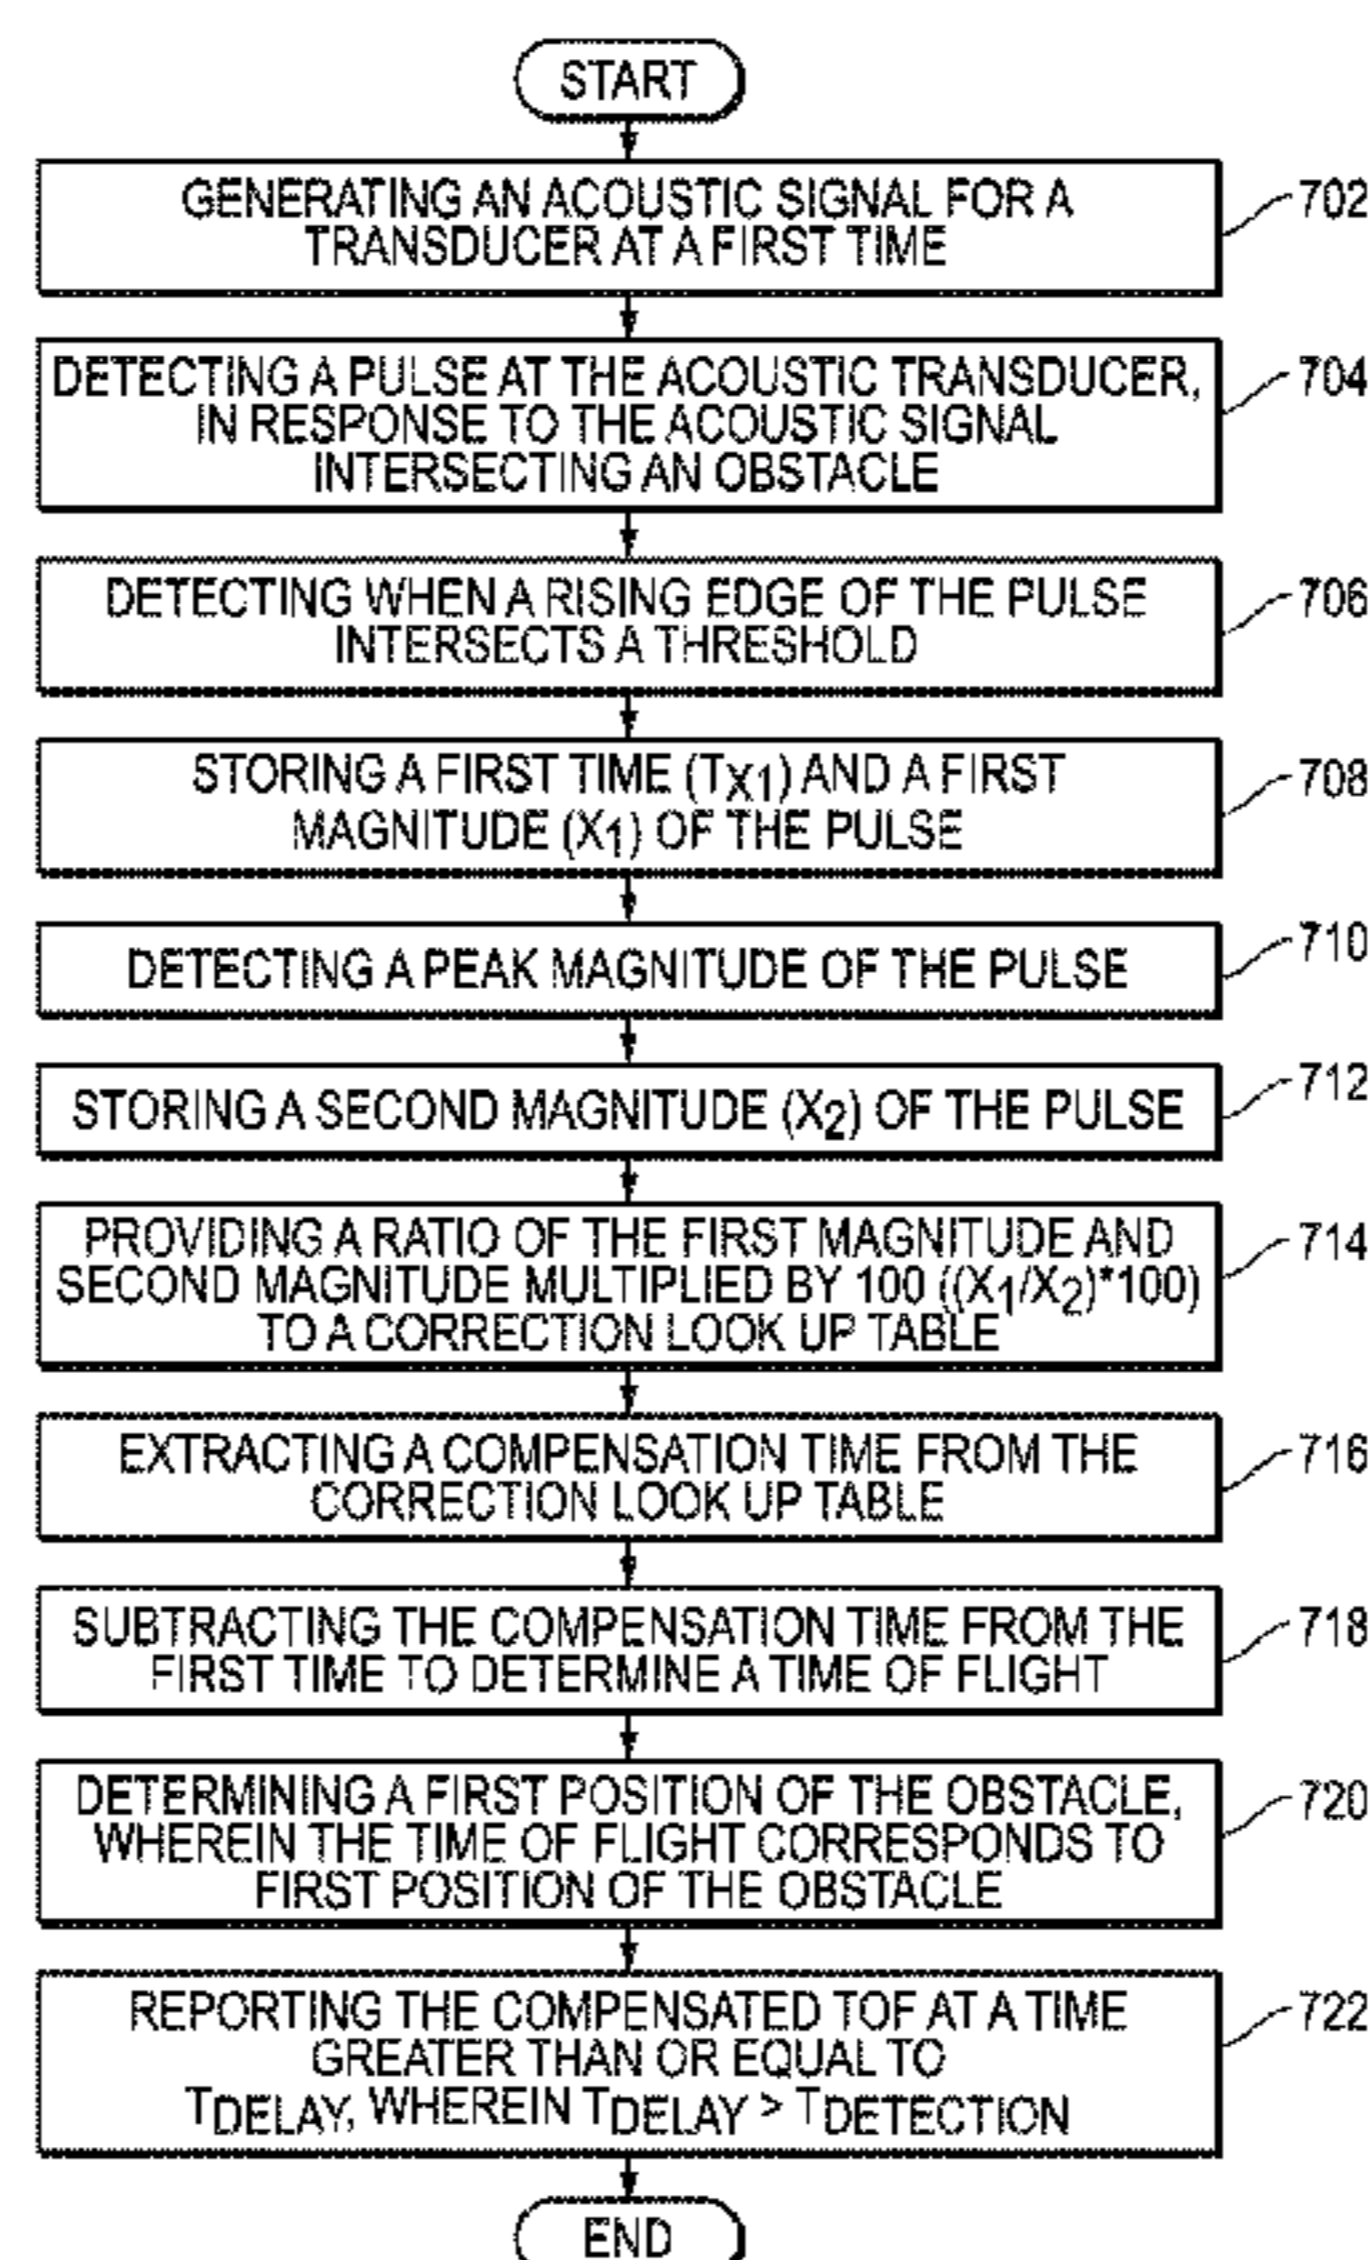 START
GENERATING AN ACOUSTIC SIGNAL FOR A
TRANSDUCER AT A FIRST TIME
702
DETECTING A PULSE AT THE ACOUSTIC TRANSDUCER,
IN RESPONSE TO THE ACOUSTIC SIGNAL
INTERSECTING AN OBSTACLE
704
DETECTING WHEN A RISING EDGE OF THE PULSE
INTERSECTS A THRESHOLD
706
STORING A FIRST TIME (TX1) AND A FIRST
MAGNITUDE (X1) OF THE PULSE
708
DETECTING A PEAK MAGNITUDE OF THE PULSE
710
STORING A SECOND MAGNITUDE (X2) OF THE PULSE
712
PROVIDING A RATIO OF THE FIRST MAGNITUDE AND
SECOND MAGNITUDE MULTIPLIED BY 100 ((X1/X2)*100)
TO A CORRECTION LOOK UP TABLE
714
EXTRACTING A COMPENSATION TIME FROM THE
CORRECTION LOOK UP TABLE
716
SUBTRACTING THE COMPENSATION TIME FROM THE
FIRST TIME TO DETERMINE A TIME OF FLIGHT
718
DETERMINING A FIRST POSITION OF THE OBSTACLE,
WHEREIN THE TIME OF FLIGHT CORRESPONDS TO
FIRST POSITION OF THE OBSTACLE
720
REPORTING THE COMPENSATED TOF AT A TIME
GREATER THAN OR EQUAL TO
TDELAY, WHEREIN TDELAY > TDETECTION
722
END